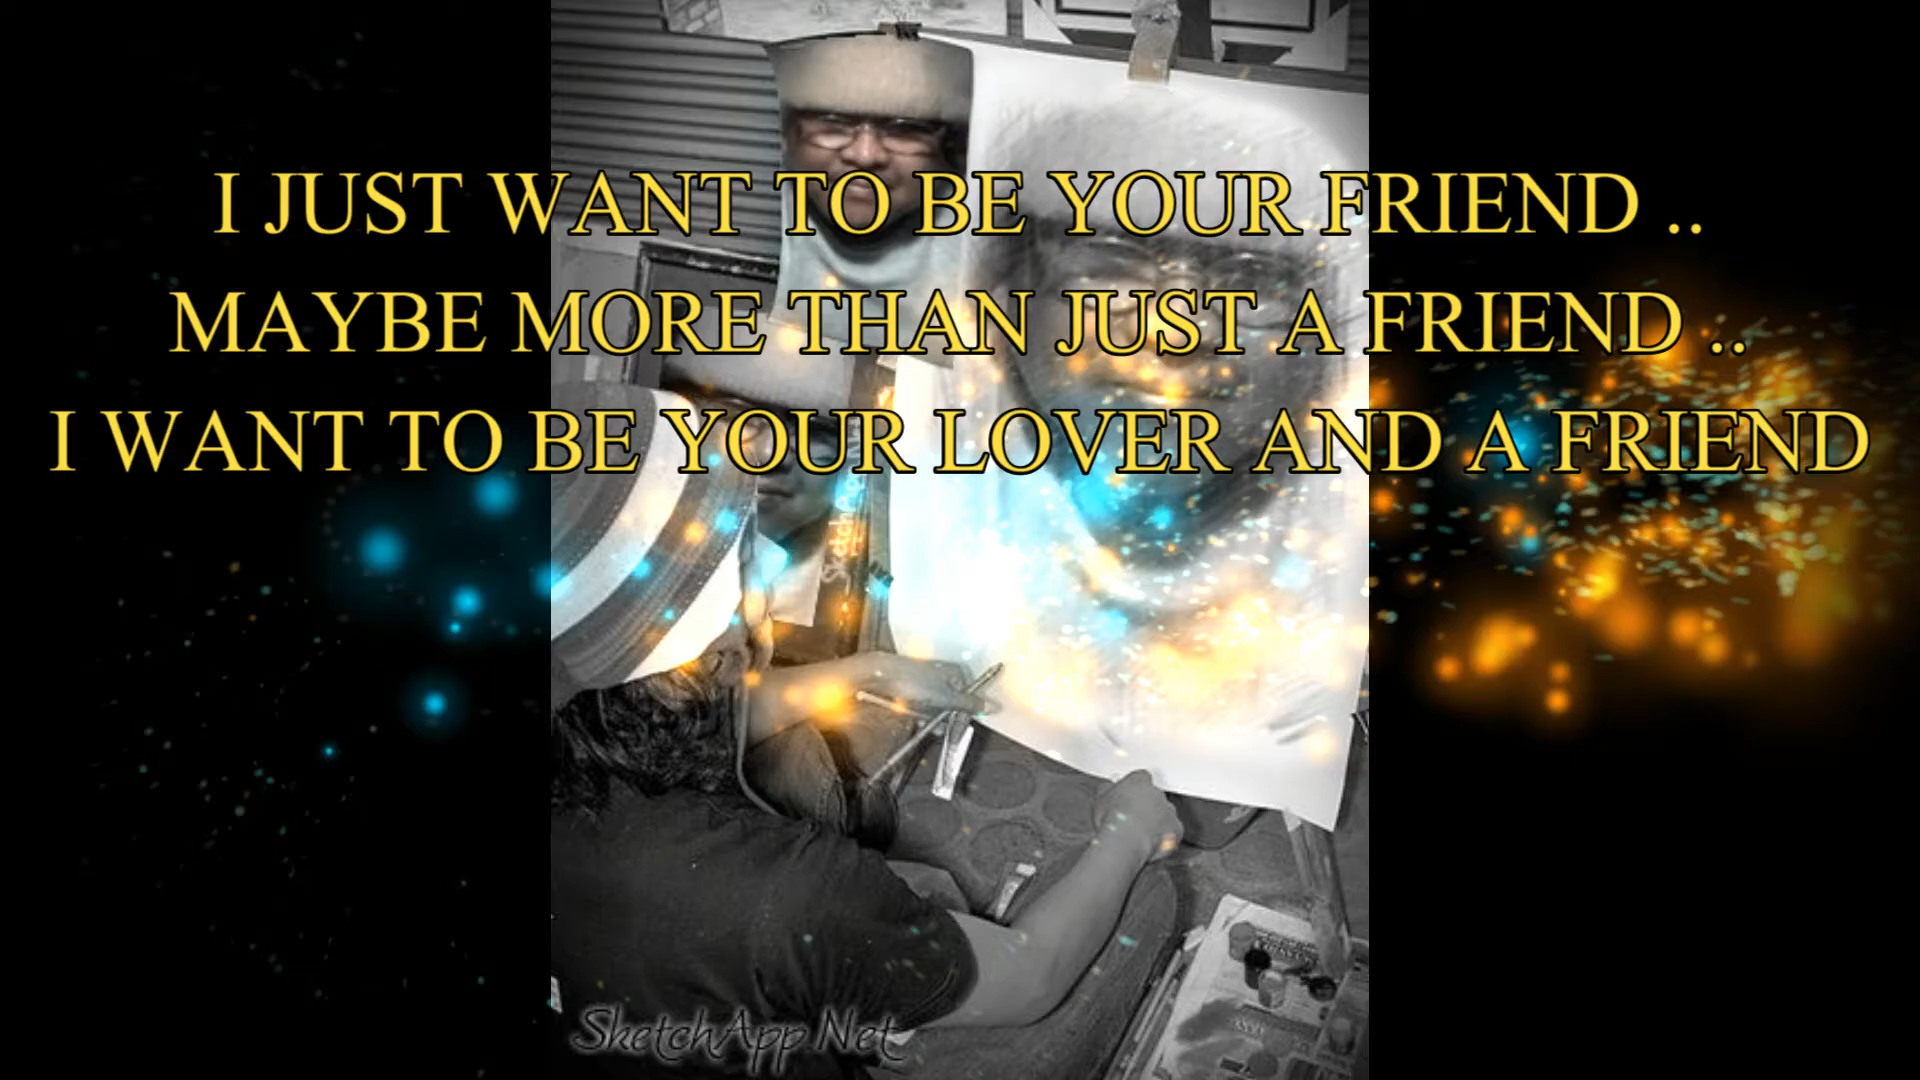 I JUST WANT TO BE YOUR FRIEND ..
MAYBE MORE THAN JUST A FRIEND ..
I WANT TO BE YOUR LOVER AND A FRIEND
SketchApp.Net